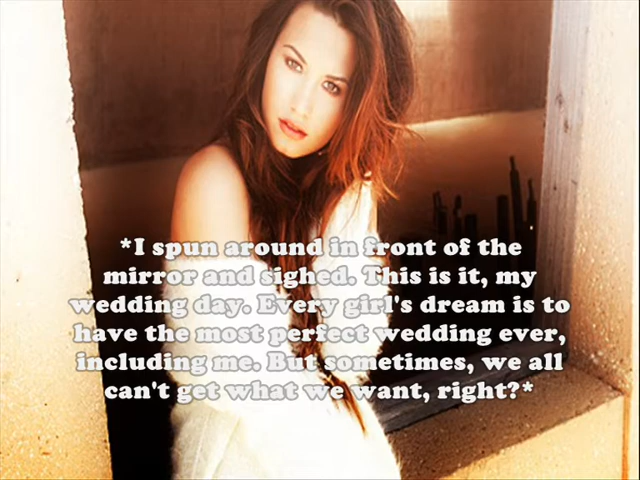 *I spun around in front of the
mirror and sighed. This is it, my
wedding day. Every girl's dream is to
have the most perfect wedding ever,
including me. But sometimes, we all
can't get what we want, right?*